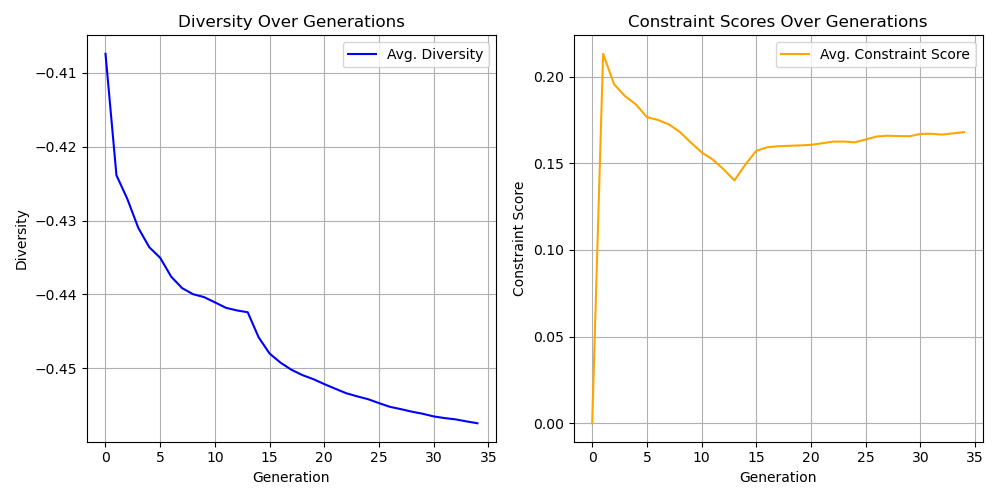 Diversity Over Generations
Avg. Diversity
−0.41
−0.42
−0.43
−0.44
−0.45
Diversity
0 5 10 15 20 25 30 35
Generation
Constraint Scores Over Generations
Avg. Constraint Score
0.20
0.15
0.10
0.05
0.00
Constraint Score
0 5 10 15 20 25 30 35
Generation